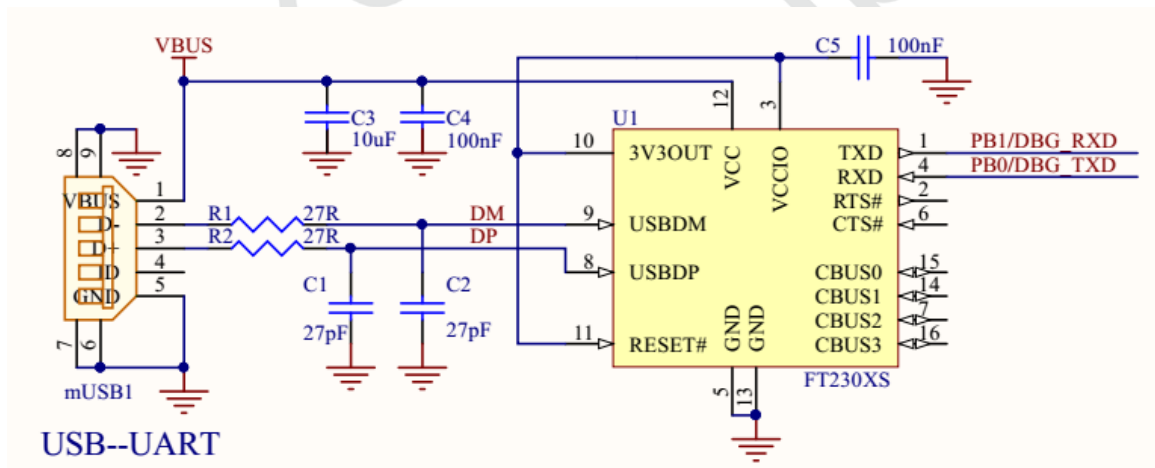 VBUS
C5 100nF
C3
10uF
C4
100nF
12
3
U1
8
9
10
3V3OUT
VCC
VCCIO
TXD
1
PB1/DBG_RXD
RXD
4
PB0/DBG_TXD
RTS#
2
CTS#
6
VBUS
1
D-
2
R1 27R
DM
9
USBDM
D+
3
R2 27R
DP
8
USBDP
ID
4
GND
5
C1
27pF
C2
27pF
CBUS0
15
CBUS1
14
CBUS2
7
CBUS3
16
11
RESET#
GND
GND
5
13
FT230XS
7
6
mUSB1
USB--UART